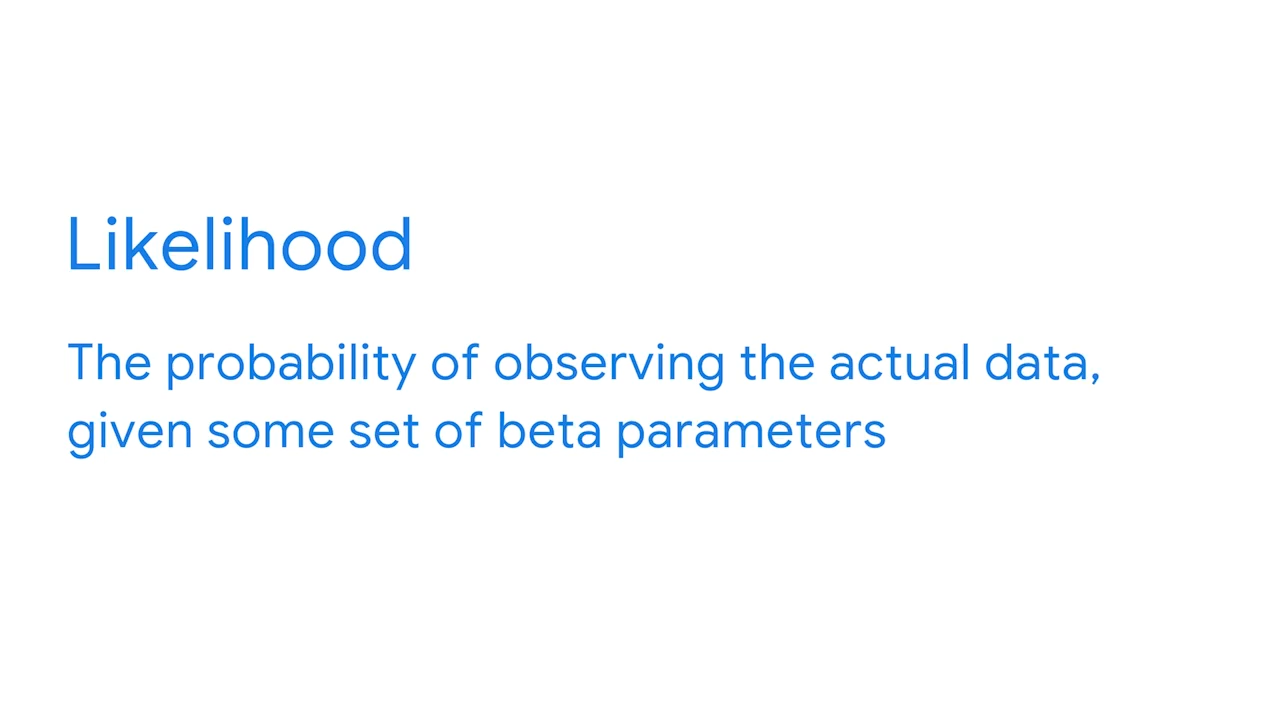 Likelihood
The probability of observing the actual data,
given some set of beta parameters